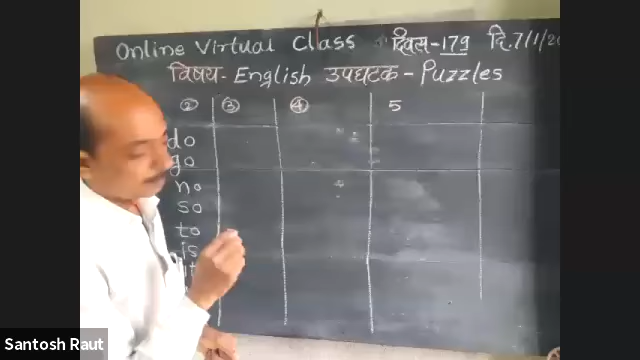 Online Virtual Class दिवस-179 दि.7/1/20
विषय- English उपघटक - Puzzles
② ③ ④ 5
do
go
no
so
to
is
Santosh Raut